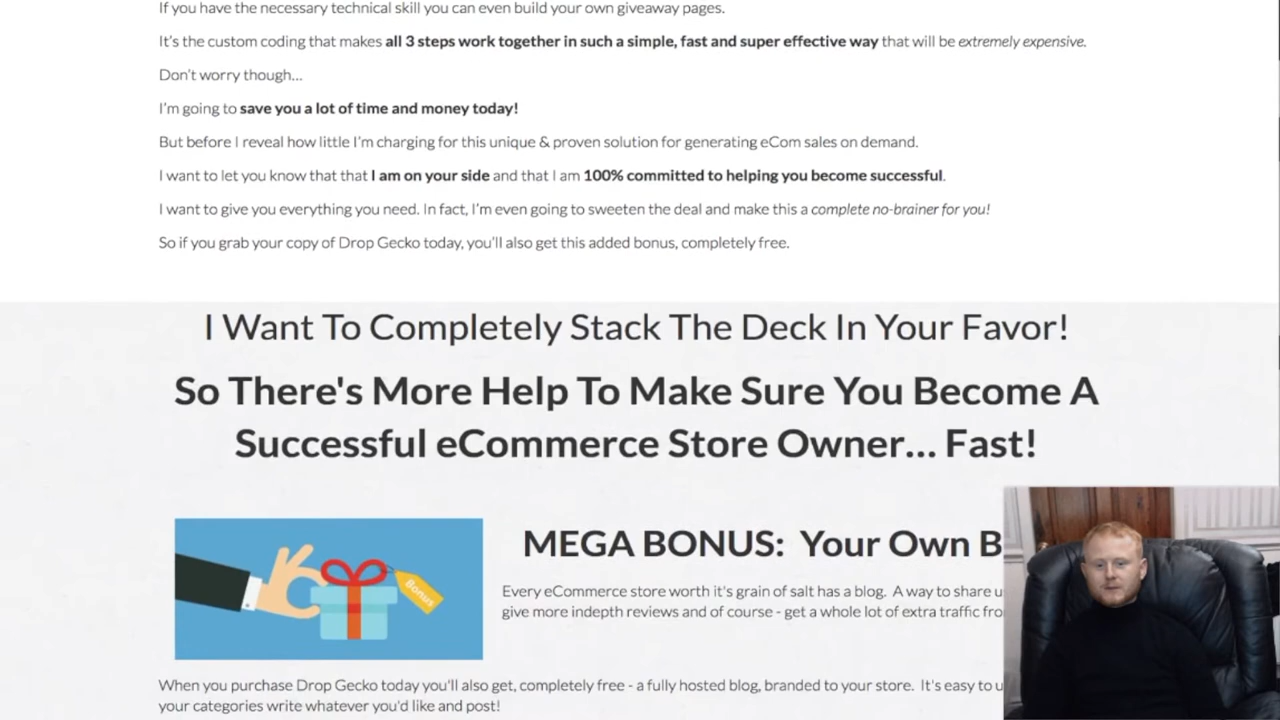 If you have the necessary technical skill you can even build your own giveaway pages.
It's the custom coding that makes all 3 steps work together in such a simple, fast and super effective way that will be extremely expensive.
Don't worry though...
I'm going to save you a lot of time and money today!
But before I reveal how little I'm charging for this unique & proven solution for generating eCom sales on demand.
I want to let you know that that I am on your side and that I am 100% committed to helping you become successful.
I want to give you everything you need. In fact, I'm even going to sweeten the deal and make this a complete no-brainer for you!
So if you grab your copy of Drop Gecko today, you'll also get this added bonus, completely free.
I Want To Completely Stack The Deck In Your Favor!
So There's More Help To Make Sure You Become A
Successful eCommerce Store Owner... Fast!
MEGA BONUS: Your Own B
Every eCommerce store worth it's grain of salt has a blog. A way to share u
give more indepth reviews and of course - get a whole lot of extra traffic fro
Bonus
When you purchase Drop Gecko today you'll also get, completely free - a fully hosted blog, branded to your store. It's easy to u
your categories write whatever you'd like and post!